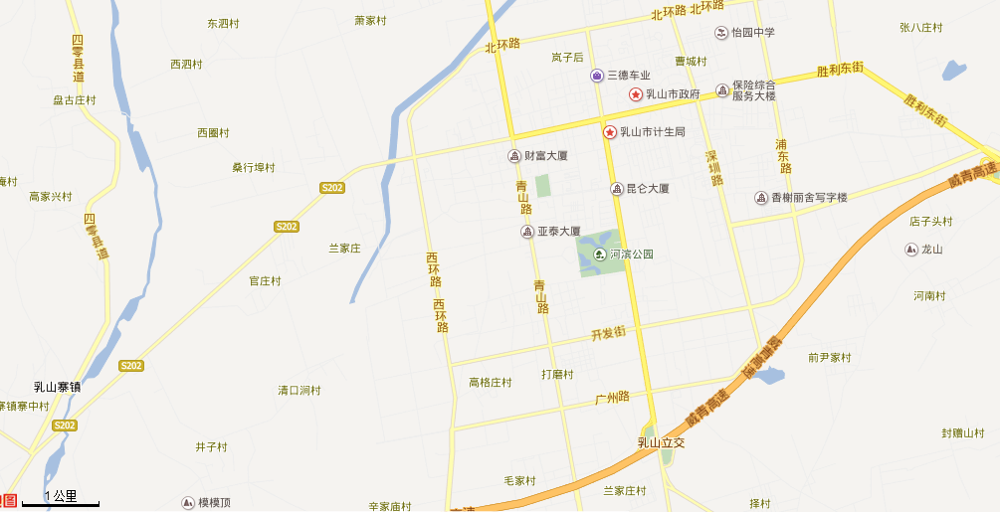 东泗村
萧家村
北环路
北环路
北环路
张八庄村
怡园中学
四零县道
西泗村
岚子后
曹城村
三德车业
胜利东街
保险综合
服务大楼
乳山市政府
盘古庄村
胜利东街
西圈村
乳山市计生局
桑行埠村
财富大厦
深圳路
浦东路
威青高速
庵村
高家兴村
S202
青山路
昆仑大厦
香榭丽舍写字楼
四零县道
S202
亚泰大厦
店子头村
兰家庄
河滨公园
龙山
西环路
官庄村
青山路
河南村
西环路
开发街
S202
威青高速
前尹家村
乳山寨镇
清口涧村
高格庄村
打磨村
广州路
寨镇寨中村
威青高速
S202
井子村
乳山立交
封赠山村
毛家村
兰家庄村
1公里
图
模模顶
辛家庙村
择村